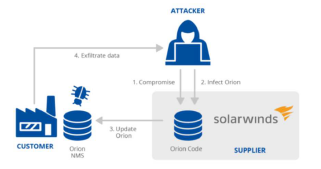 ATTACKER
4. Exfiltrate data
1. Compromise
2. Infect Orion
solarwinds
3. Update
Orion
CUSTOMER
Orion
NMS
Orion Code
SUPPLIER